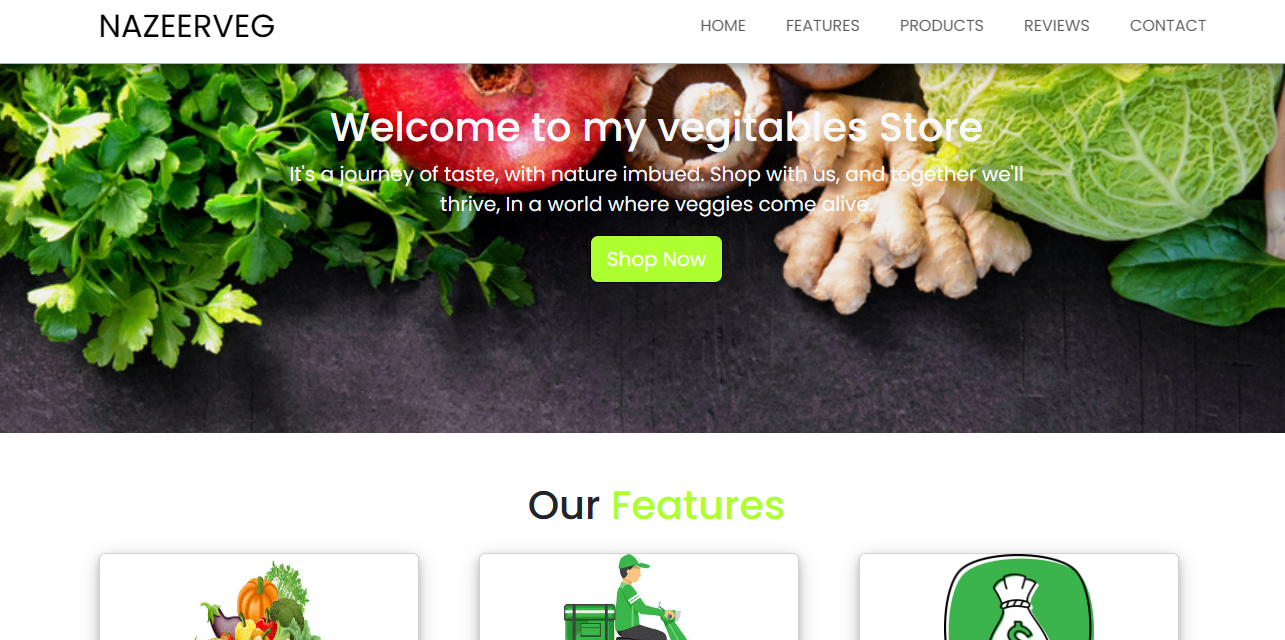 NAZEERVEG
HOME FEATURES PRODUCTS REVIEWS CONTACT
Welcome to my vegitables Store
It's a journey of taste, with nature imbued. Shop with us, and together we'll
thrive, In a world where veggies come alive.
Shop Now
Our Features
$